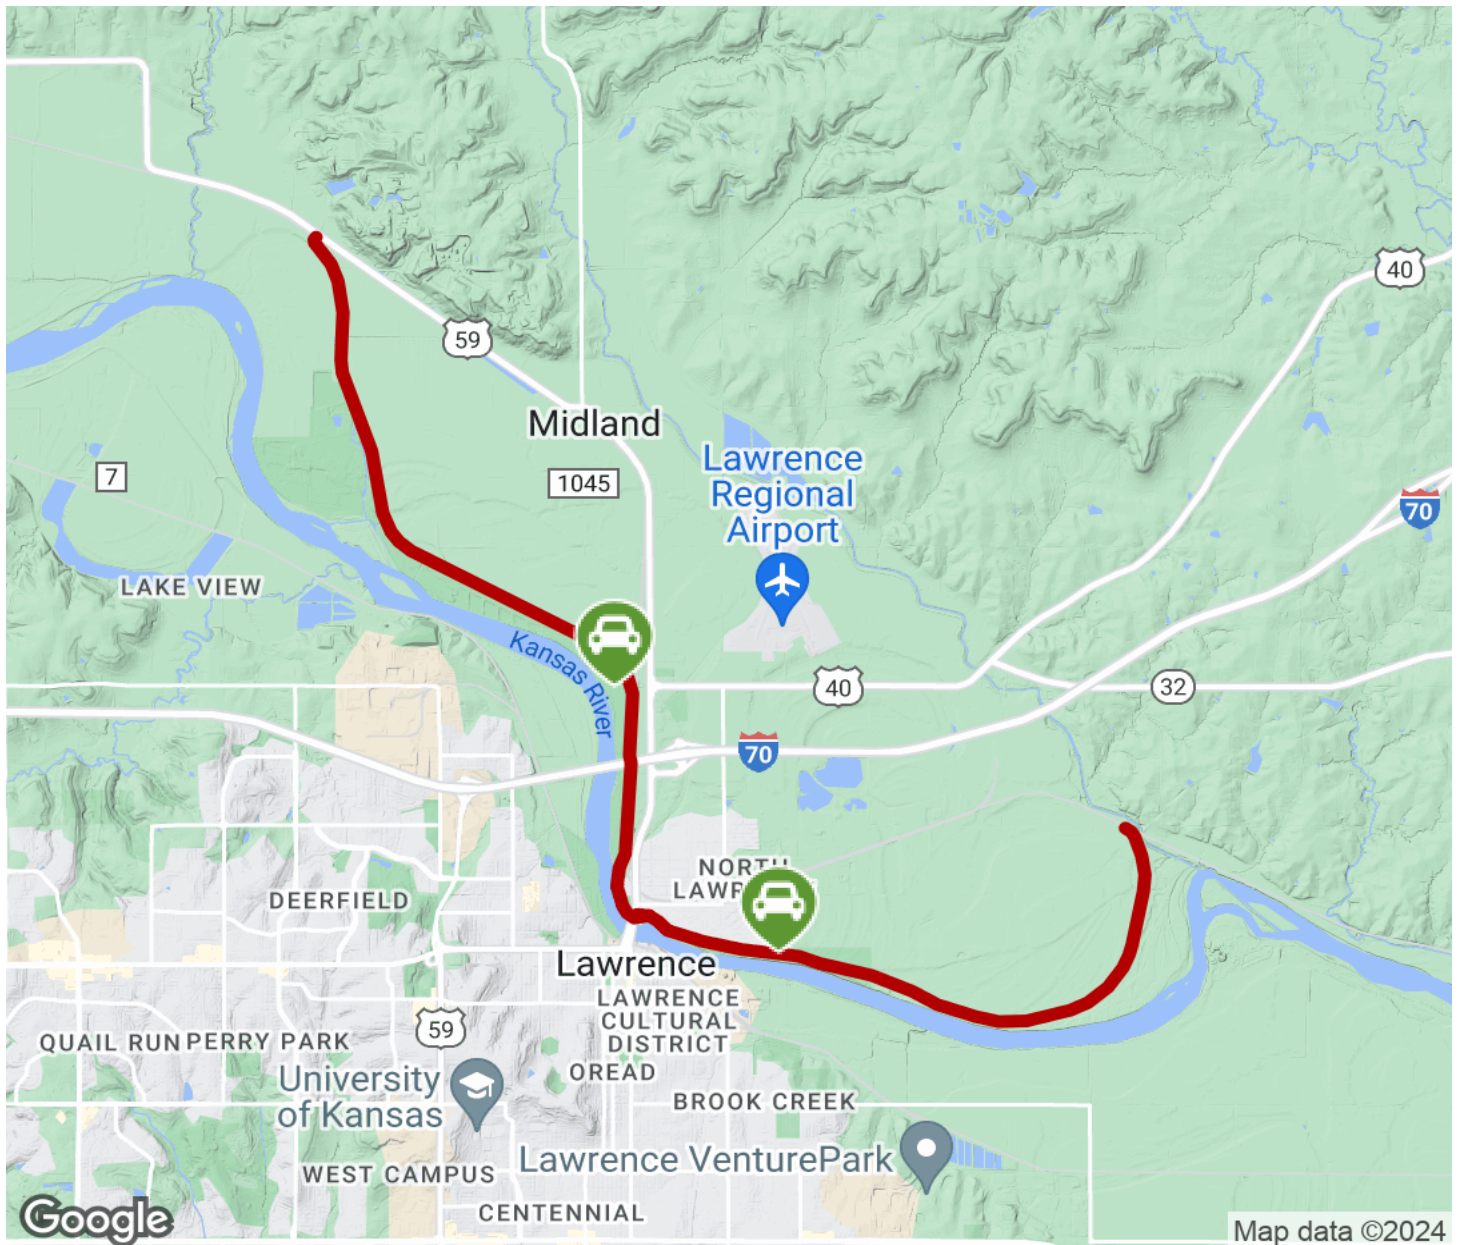 40
59
Midland
Lawrence
Regional
Airport
7
1045
70
LAKE VIEW
Kansas River
40
32
70
NORTH
DEERFIELD
Lawrence
LAWRENCE
CULTURAL
DISTRICT
59
QUAIL RUN
PERRY PARK
OREAD
University
of Kansas
BROOK CREEK
Lawrence VenturePark
WEST CAMPUS
CENTENNIAL
Google
Map data ©2024